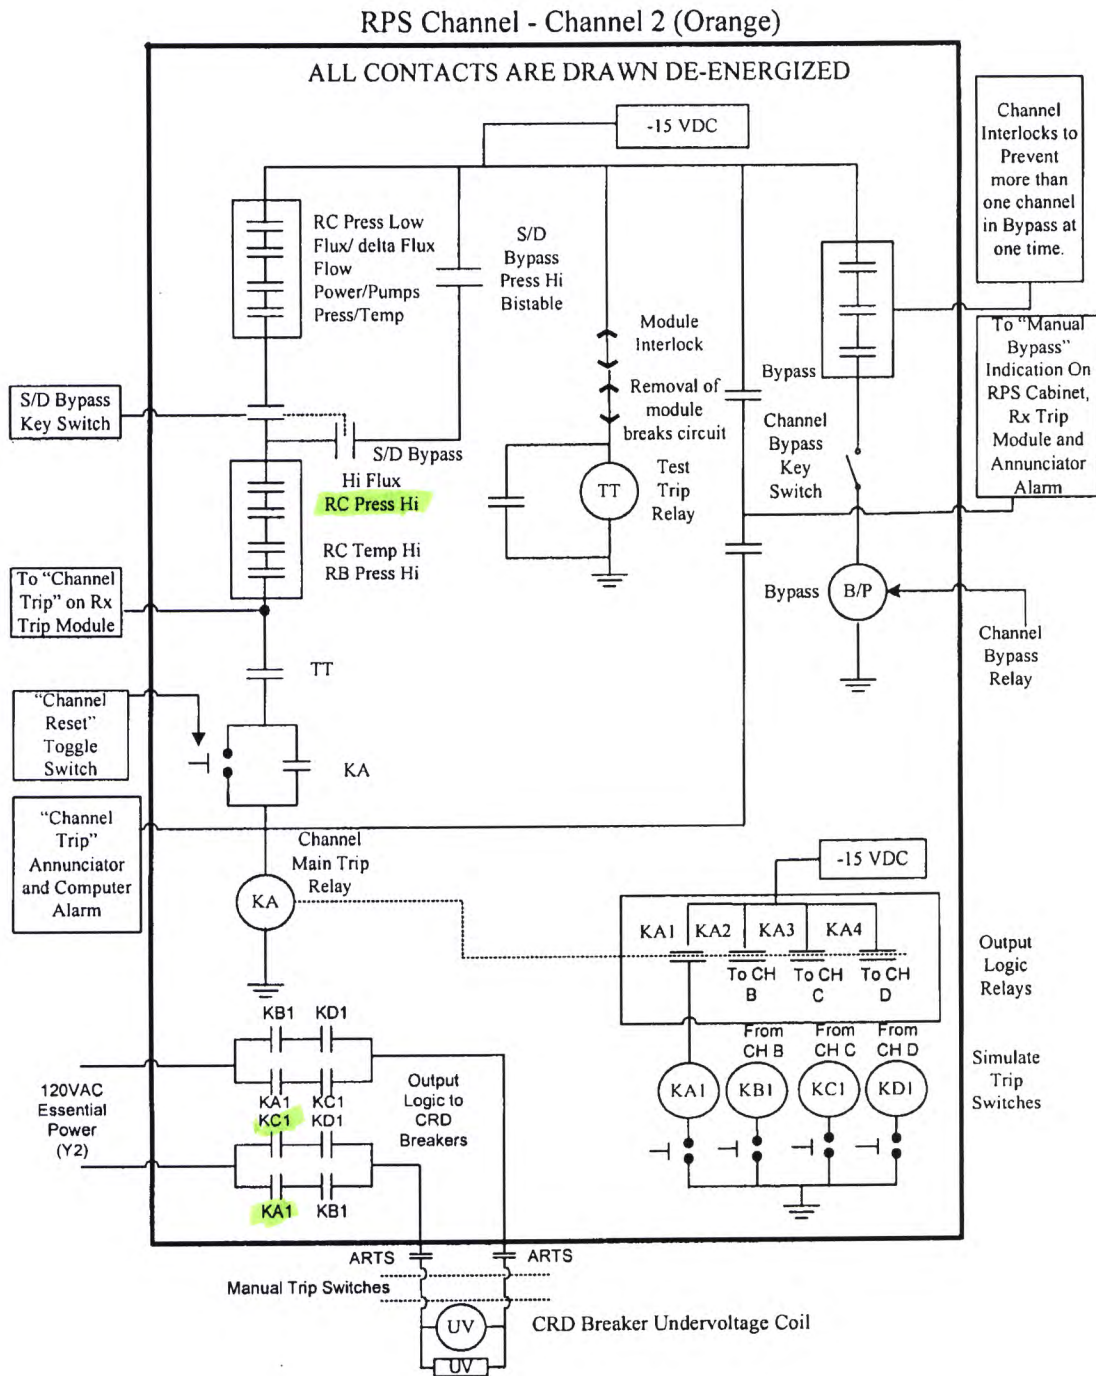 RPS Channel - Channel 2 (Orange)
ALL CONTACTS ARE DRAWN DE-ENERGIZED
-15 VDC
Channel
Interlocks to
Prevent
more than
one channel
in Bypass at
one time.
RC Press Low
Flux/ delta Flux
Flow
Power/Pumps
Press/Temp
S/D
Bypass
Press Hi
Bistable
Module
Interlock
Removal of
module
breaks circuit
TT
Test
Trip
Relay
Bypass
Channel
Bypass
Key
Switch
To "Manual
Bypass"
Indication On
RPS Cabinet,
Rx Trip
Module and
Annunciator
Alarm
S/D Bypass
Key Switch
S/D Bypass
Hi Flux
RC Press Hi
RC Temp Hi
RB Press Hi
To "Channel
Trip" on Rx
Trip Module
Bypass
B/P
Channel
Bypass
Relay
TT
"Channel
Reset"
Toggle
Switch
KA
"Channel
Trip"
Annunciator
and Computer
Alarm
Channel
Main Trip
Relay
KA
-15 VDC
KA1 KA2 KA3 KA4
To CH
B
To CH
C
To CH
D
Output
Logic
Relays
From
CH B
From
CH C
From
CH D
KA1 KB1 KC1 KD1
Simulate
Trip
Switches
KB1 KD1
KA1 KC1
KC1 KD1
KA1 KB1
120VAC
Essential
Power
(Y2)
Output
Logic to
CRD
Breakers
ARTS ARTS
Manual Trip Switches
UV
CRD Breaker Undervoltage Coil
UV